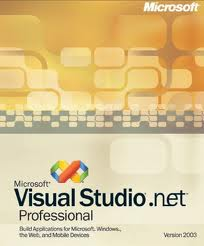 Microsoft
Microsoft
Visual Studio .net
Professional
Build Applications for Microsoft, Windows,
the Web, and Mobile Devices
Version 2003